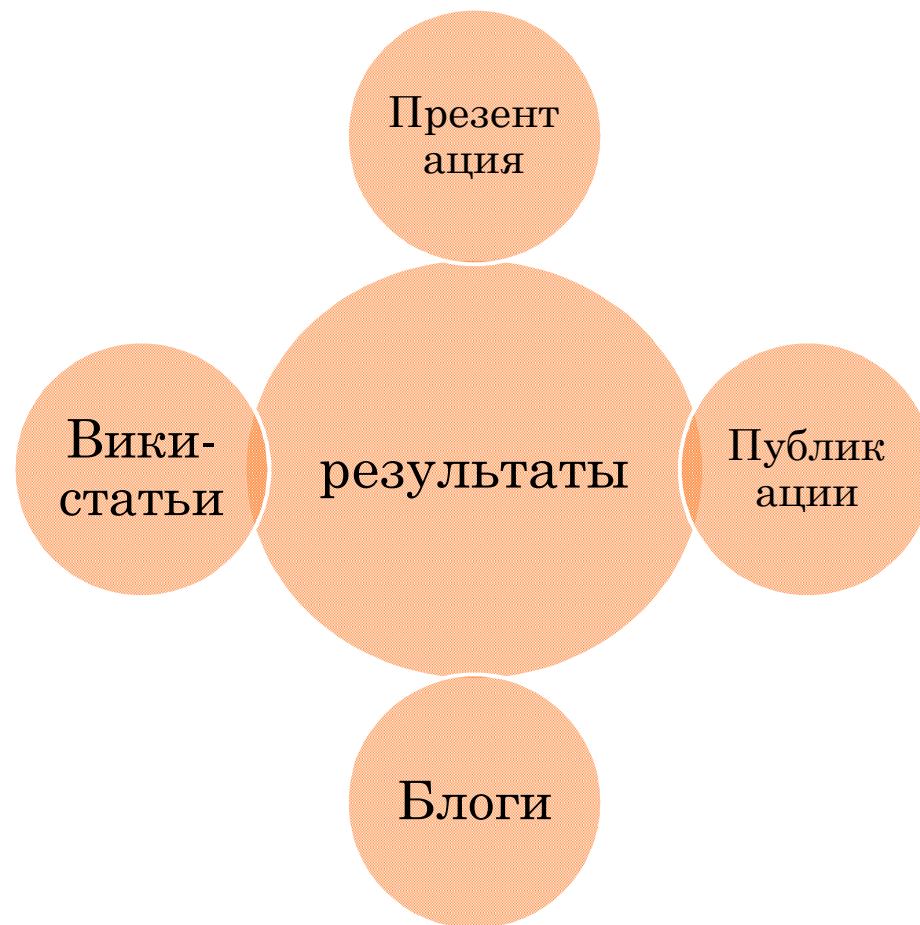 Презент
ация
Вики-
статьи
результаты
Публик
ации
Блоги